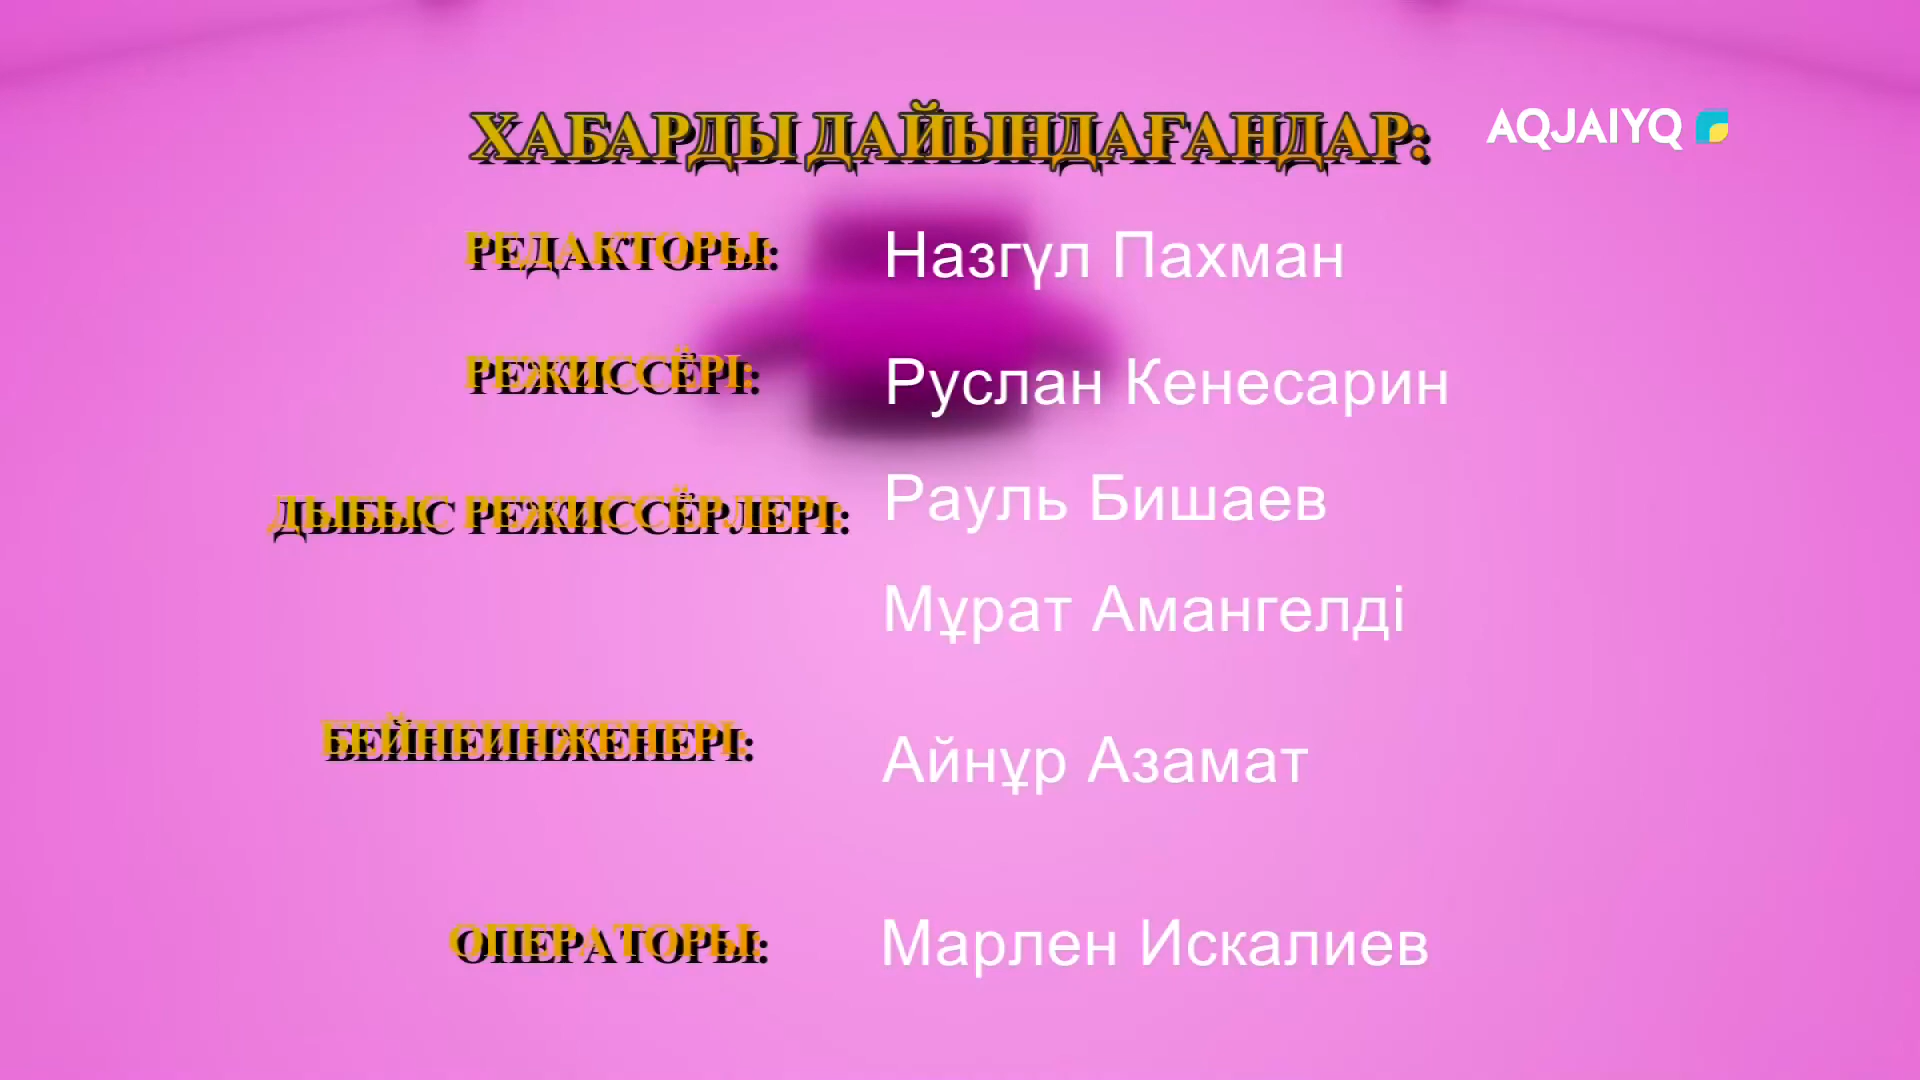 ХАБАРДЫ ДАЙЫНДАҒАНДАР:
AQJAIYQ
РЕДАКТОРЫ: Назгүл Пахман
РЕЖИССЁРІ: Руслан Кенесарин
ДЫБЫС РЕЖИССЁРЛЕРІ: Рауль Бишаев
Мұрат Амангелді
БЕЙНЕИНЖЕНЕРІ: Айнұр Азамат
ОПЕРАТОРЫ: Марлен Искалиев